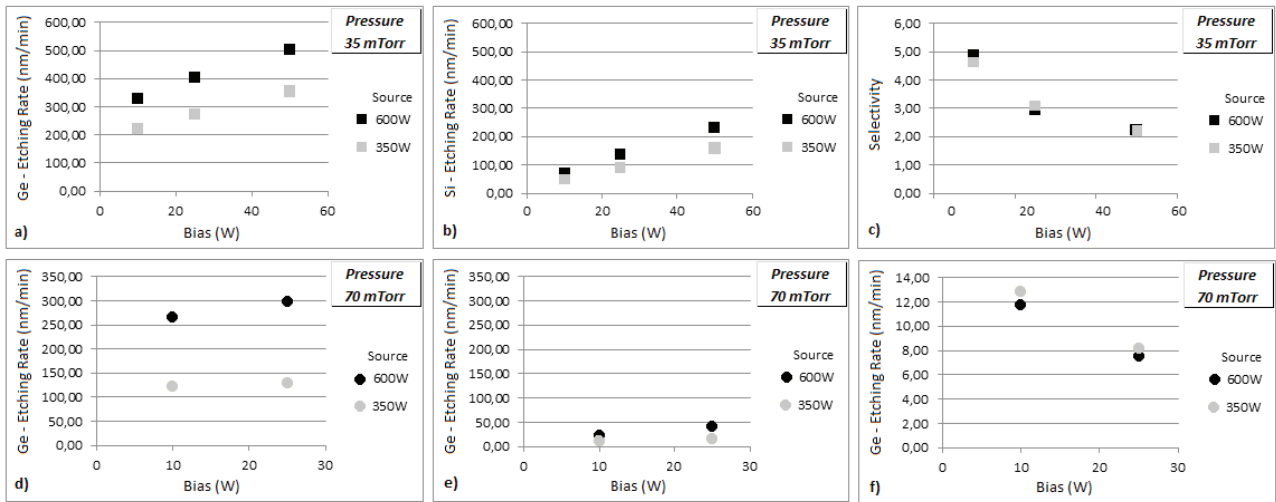 Pressure
35 mTorr
Ge - Etching Rate (nm/min)
600,00
500,00
400,00
300,00
200,00
100,00
0,00
0
20
40
60
Bias (W)
Source
600W
350W
a)
Pressure
35 mTorr
Si - Etching Rate (nm/min)
600,00
500,00
400,00
300,00
200,00
100,00
0,00
0
20
40
60
Bias (W)
Source
600W
350W
b)
Pressure
35 mTorr
Selectivity
6,00
5,00
4,00
3,00
2,00
1,00
0,00
0
20
40
60
Bias (W)
Source
600W
350W
c)
Pressure
70 mTorr
Ge - Etching Rate (nm/min)
350,00
300,00
250,00
200,00
150,00
100,00
50,00
0,00
0
10
20
30
Bias (W)
Source
600W
350W
d)
Pressure
70 mTorr
Ge - Etching Rate (nm/min)
350,00
300,00
250,00
200,00
150,00
100,00
50,00
0,00
0
10
20
30
Bias (W)
Source
600W
350W
e)
Pressure
70 mTorr
Ge - Etching Rate (nm/min)
14,00
12,00
10,00
8,00
6,00
4,00
2,00
0,00
0
10
20
30
Bias (W)
Source
600W
350W
f)